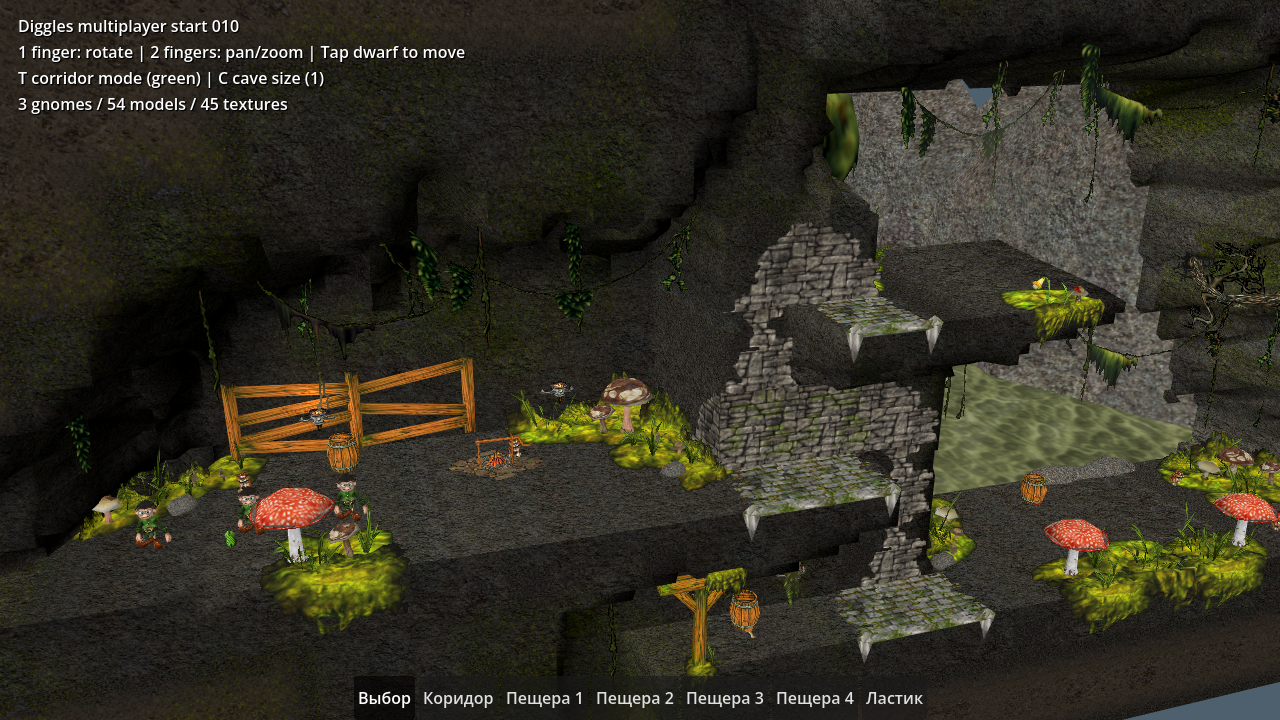 Diggles multiplayer start 010
1 finger: rotate | 2 fingers: pan/zoom | Tap dwarf to move
T corridor mode (green) | C cave size (1)
3 gnomes / 54 models / 45 textures
Выбор Коридор Пещера 1 Пещера 2 Пещера 3 Пещера 4 Ластик